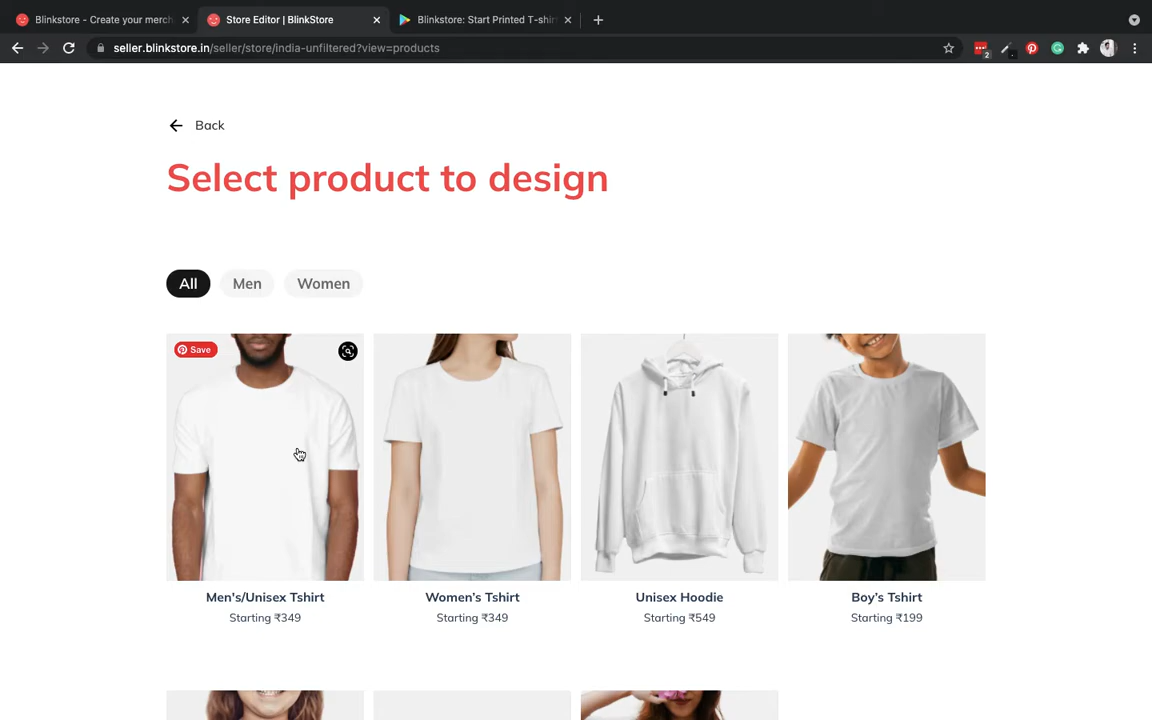 Blinkstore - Create your merch
Store Editor | BlinkStore
Blinkstore: Start Printed T-shir
seller.blinkstore.in/seller/store/india-unfiltered?view=products
2
Back
Select product to design
All
Men
Women
Save
Men's/Unisex Tshirt
Starting ₹349
Women's Tshirt
Starting ₹349
Unisex Hoodie
Starting ₹549
Boy's Tshirt
Starting ₹199